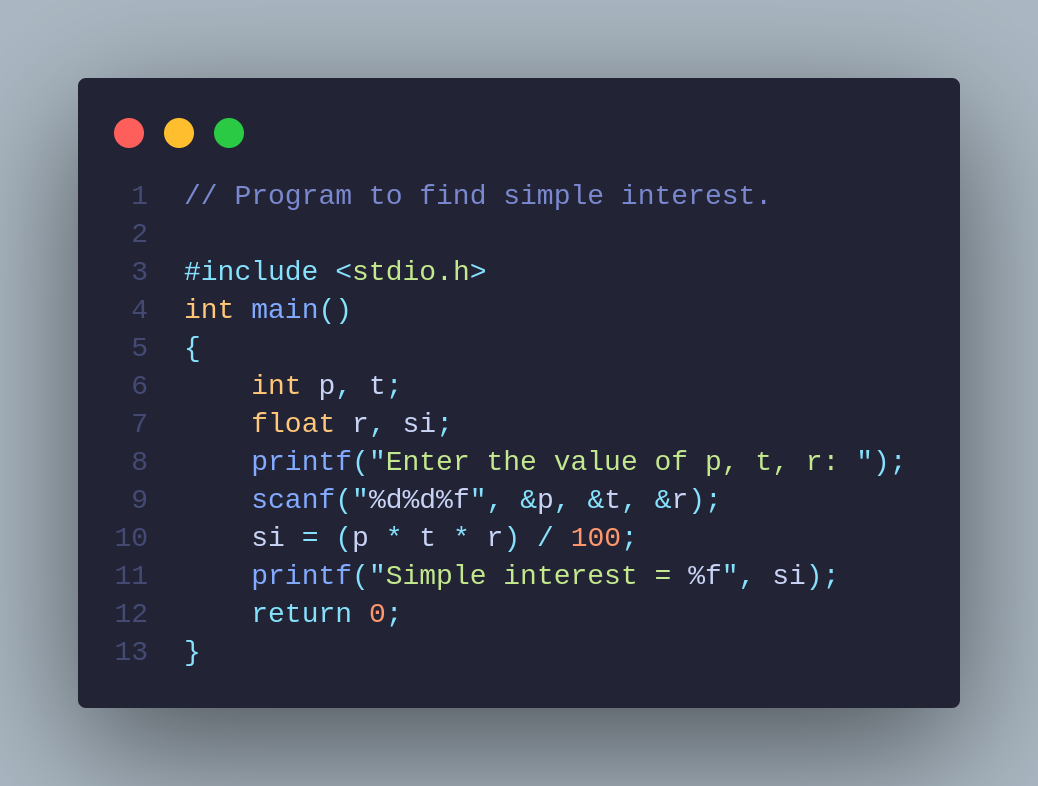 1 // Program to find simple interest.
2
3 #include <stdio.h>
4 int main()
5 {
6     int p, t;
7     float r, si;
8     printf("Enter the value of p, t, r: ");
9     scanf("%d%d%f", &p, &t, &r);
10     si = (p * t * r) / 100;
11     printf("Simple interest = %f", si);
12     return 0;
13 }